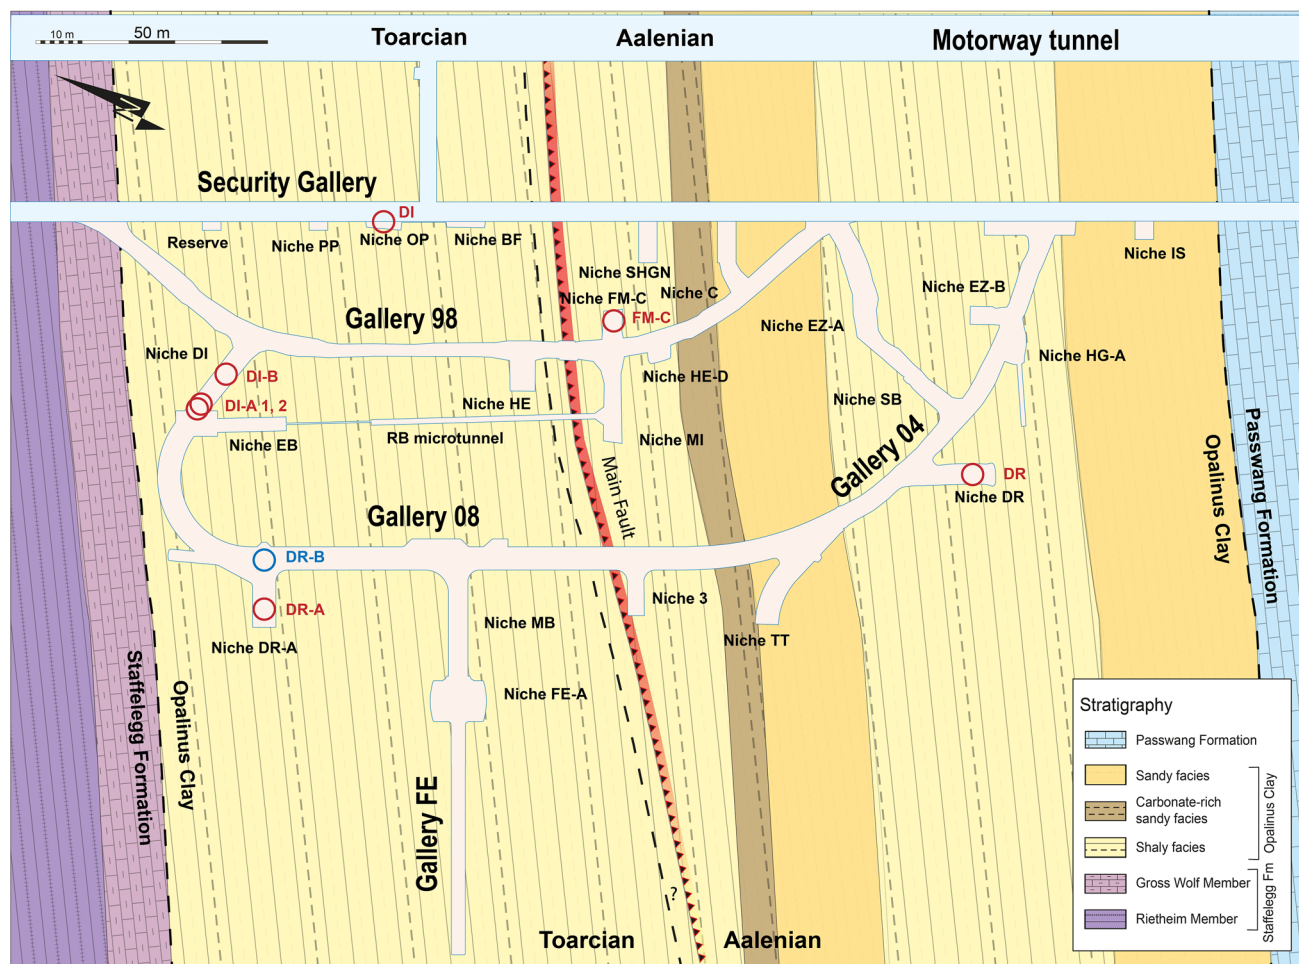 10 m
50 m
Toarcian
Aalenian
Motorway tunnel
N
Security Gallery
DI
Reserve
Niche PP
Niche OP
Niche BF
Niche SHGN
Niche IS
Niche FM-C
Niche C
Niche EZ-B
FM-C
Gallery 98
Niche EZ-A
Niche DI
DI-B
Niche HE-D
Niche HG-A
DI-A 1, 2
Niche HE
Niche SB
Niche EB
RB microtunnel
Niche MI
Gallery 04
Main Fault
DR
Niche DR
Opalinus Clay
Passwang Formation
Gallery 08
DR-B
DR-A
Niche 3
Niche MB
Niche DR-A
Niche TT
Niche FE-A
Staffelegg Formation
Opalinus Clay
Gallery FE
?
Toarcian
Aalenian
Stratigraphy
Passwang Formation
Sandy facies
Carbonate-rich
sandy facies
Shaly facies
Opalinus Clay
Gross Wolf Member
Rietheim Member
Staffelegg Fm